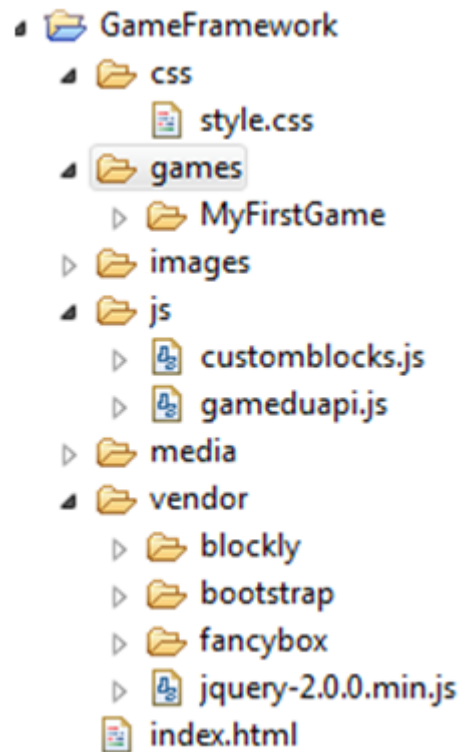 GameFramework
css
style.css
games
MyFirstGame
images
js
customblocks.js
gameduapi.js
media
vendor
blockly
bootstrap
fancybox
jquery-2.0.0.min.js
index.html